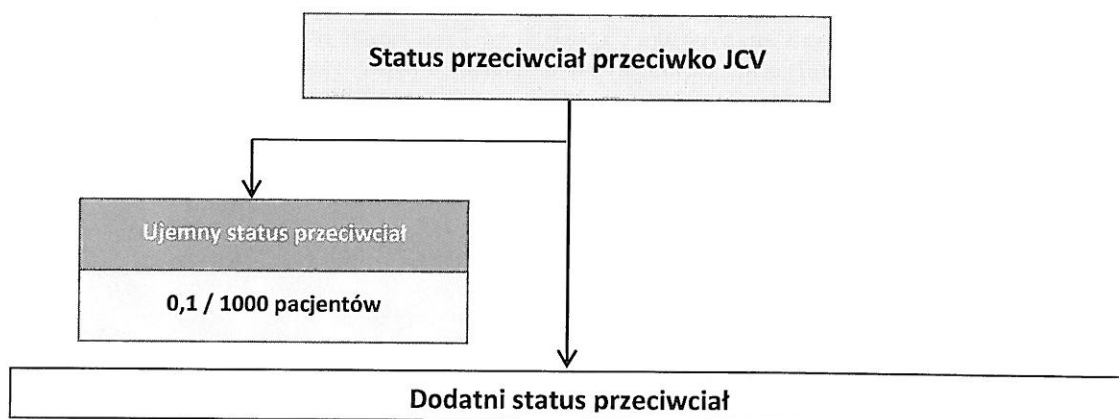 Status przeciwciał przeciwko JCV
Ujemny status przeciwciał
0,1 / 1000 pacjentów
Dodatni status przeciwciał